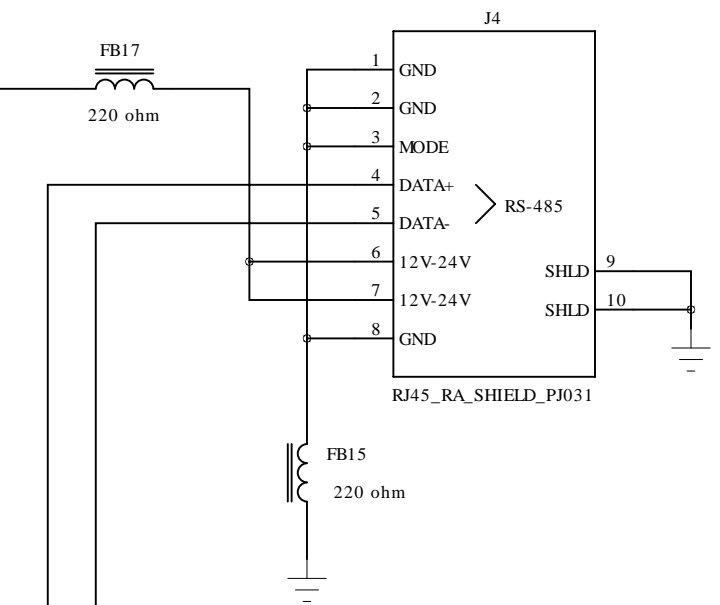 J4
FB17
220 ohm
1 GND
2 GND
3 MODE
4 DATA+
5 DATA-
RS-485
6 12V-24V
7 12V-24V
8 GND
SHLD 9
SHLD 10
RJ45_RA_SHIELD_PJ031
FB15
220 ohm